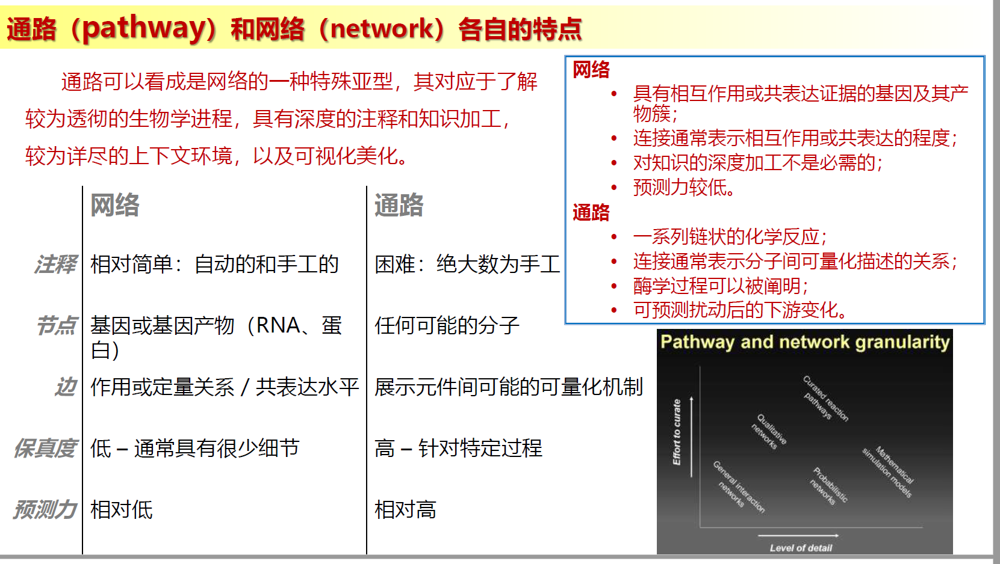 通路（pathway）和网络（network）各自的特点
通路可以看成是网络的一种特殊亚型，其对应于了解
较为透彻的生物学进程，具有深度的注释和知识加工，
较为详尽的上下文环境，以及可视化美化。
网络
• 具有相互作用或共表达证据的基因及其产
物簇；
• 连接通常表示相互作用或共表达的程度；
• 对知识的深度加工不是必需的；
• 预测力较低。
通路
• 一系列链状的化学反应；
• 连接通常表示分子间可量化描述的关系；
• 酶学过程可以被阐明；
• 可预测扰动后的下游变化。
网络 通路
注释 相对简单：自动的和手工的 困难：绝大数为手工
节点 基因或基因产物（RNA、蛋 任何可能的分子
白）
边 作用或定量关系 / 共表达水平 展示元件间可能的可量化机制
保真度 低 – 通常具有很少细节 高 – 针对特定过程
预测力 相对低 相对高
Pathway and network granularity
Effort to curate
Curated reaction
pathways
Qualitative
networks
Mathematical
simulation models
General interaction
networks
Probabilistic
networks
Level of detail